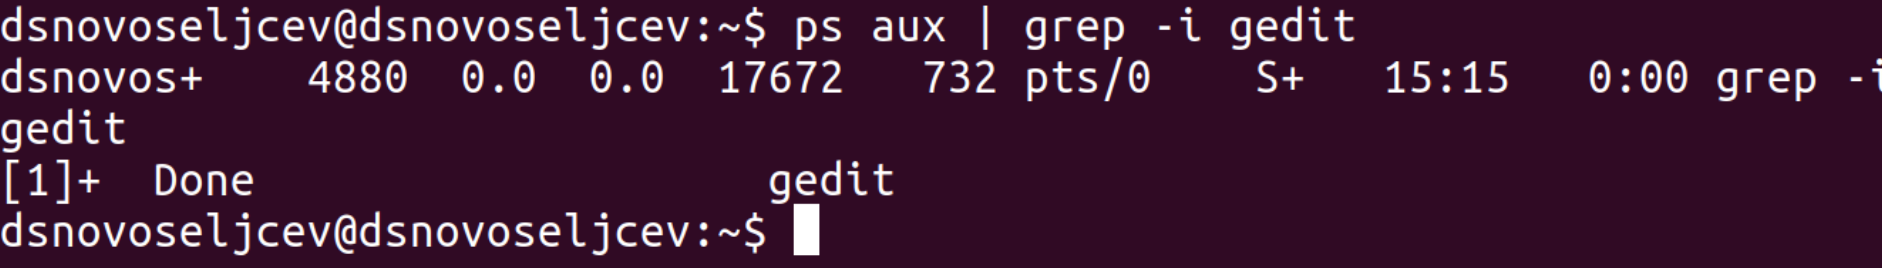 dsnovoseljcev@dsnovoseljcev:~$ ps aux | grep -i gedit
dsnovos+    4880  0.0  0.0  17672   732 pts/0    S+   15:15   0:00 grep -i
gedit
[1]+  Done                    gedit
dsnovoseljcev@dsnovoseljcev:~$